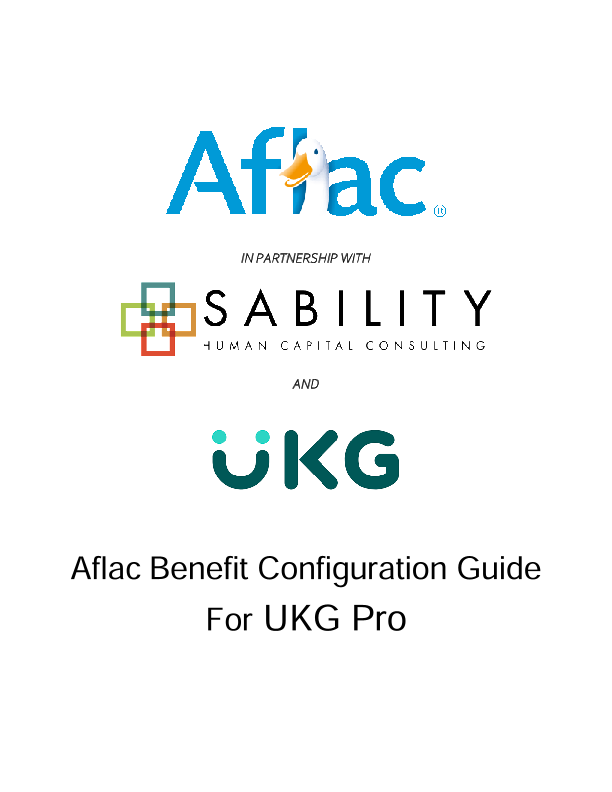 Aflac
IN PARTNERSHIP WITH
SABILITY
HUMAN CAPITAL CONSULTING
AND
UKG
Aflac Benefit Configuration Guide
For UKG Pro